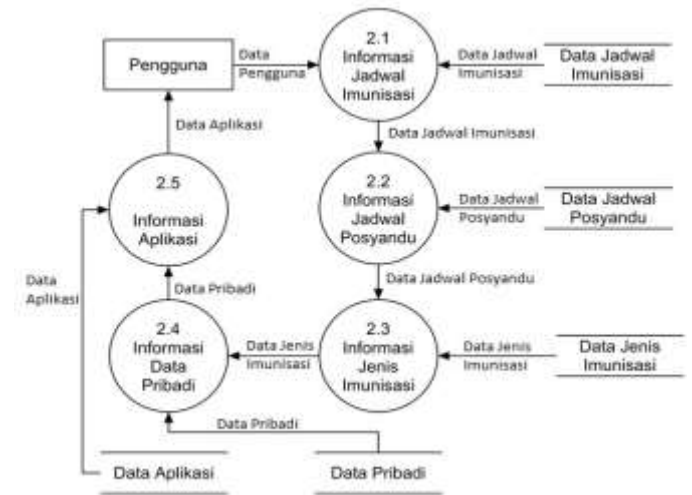 Pengguna
Data
Pengguna
2.1
Informasi
Jadwal
Imunisasi
Data Jadwal
Imunisasi
Data Jadwal
Imunisasi
Data Aplikasi
Data Jadwal Imunisasi
2.5
Informasi
Aplikasi
2.2
Informasi
Jadwal
Posyandu
Data Jadwal
Posyandu
Data Jadwal
Posyandu
Data
Aplikasi
Data Pribadi
Data Jadwal Posyandu
2.4
Informasi
Data
Pribadi
Data Jenis
Imunisasi
2.3
Informasi
Jenis
Imunisasi
Data Jenis
Imunisasi
Data Jenis
Imunisasi
Data Pribadi
Data Aplikasi
Data Pribadi